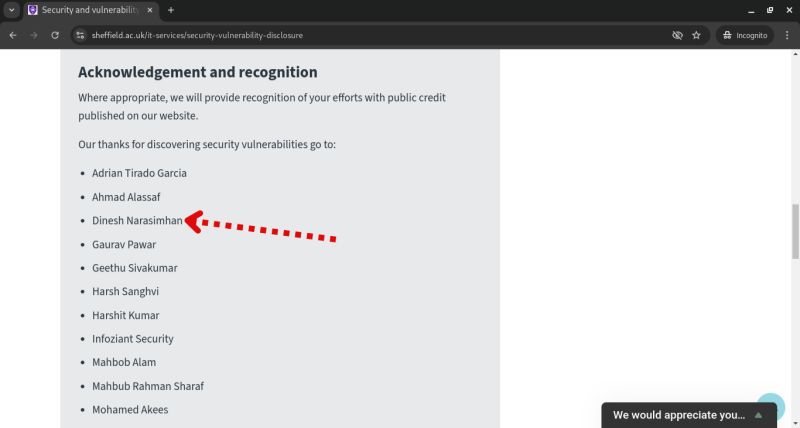 Security and vulnerability
sheffield.ac.uk/it-services/security-vulnerability-disclosure
Incognito
Acknowledgement and recognition
Where appropriate, we will provide recognition of your efforts with public credit
published on our website.
Our thanks for discovering security vulnerabilities go to:
Adrian Tirado Garcia
Ahmad Alassaf
Dinesh Narasimhan
Gaurav Pawar
Geethu Sivakumar
Harsh Sanghvi
Harshit Kumar
Infoziant Security
Mahbob Alam
Mahbub Rahman Sharaf
Mohamed Akees
We would appreciate you...